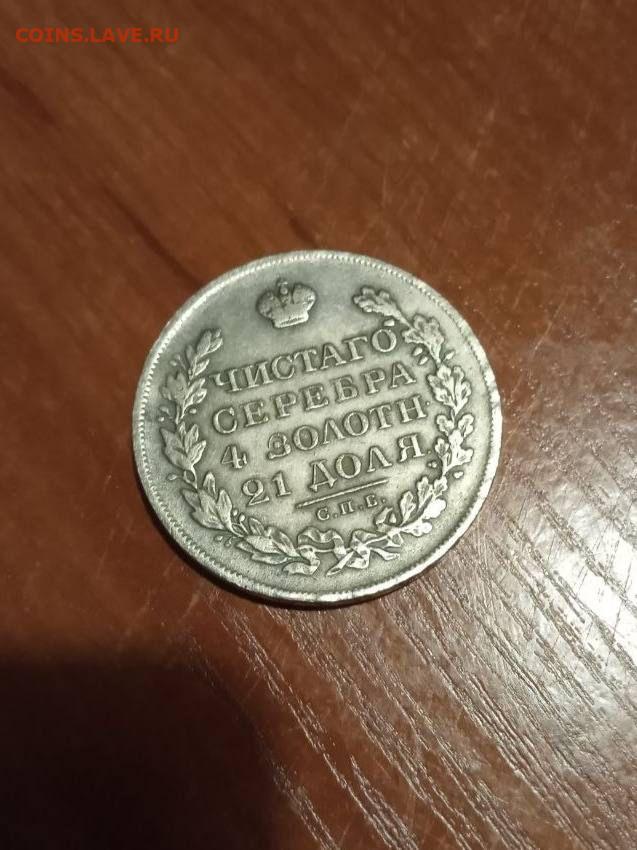 COINS.LAVE.RU
ЧИСТАГО
СЕРЕБРА
4 ЗОЛОТН.
21 ДОЛЯ.
С.П.Б.